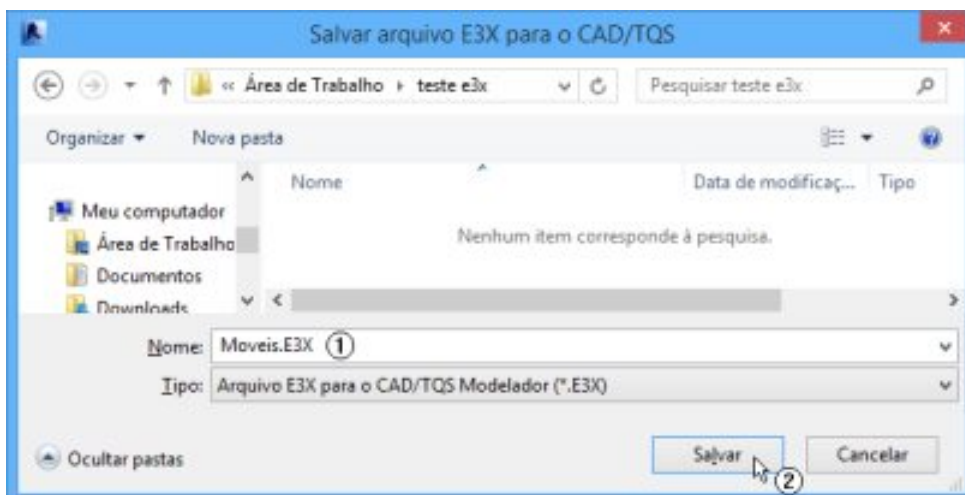 Salvar arquivo E3X para o CAD/TQS
« Área de Trabalho teste e3x Pesquisar teste e3x
Organizar Nova pasta
Nome Data de modificaç... Tipo
Meu computador
Nenhum item corresponde à pesquisa.
Área de Trabalho
Documentos
Downloads
Nome: Moveis.E3X 1
Tipo: Arquivo E3X para o CAD/TQS Modelador (*.E3X)
Ocultar pastas Salvar 2 Cancelar